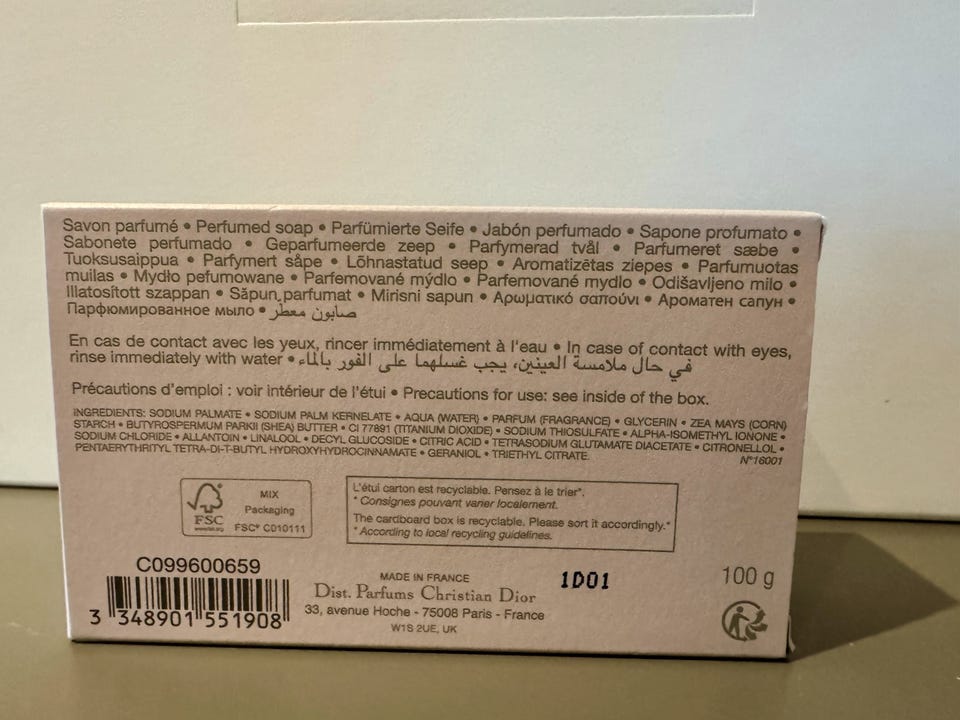 Savon parfumé • Perfumed soap • Parfümierte Seife • Jabón perfumado • Sapone profumato •
Sabonete perfumado • Geparfumeerde zeep • Parfymerad tvål • Parfumeret sæbe •
Tuoksusaippua • Parfymert såpe • Lõhnastatud seep • Aromatizētas ziepes • Parfumuotas
muilas • Mydło pefumowane • Parfemované mýdlo • Parfemované mydlo • Odišavljeno milo •
Illatosított szappan • Săpun parfumat • Mirisni sapun • Αρωματικό σαπούνι • Ароматен сапун •
Парфюмированное мыло • صابون معطر
En cas de contact avec les yeux, rincer immédiatement à l'eau • In case of contact with eyes,
rinse immediately with water • في حال ملامسة العينين، يجب غسلهما على الفور بالماء
Précautions d'emploi : voir intérieur de l'étui • Precautions for use: see inside of the box.
INGREDIENTS: SODIUM PALMATE • SODIUM PALM KERNELATE • AQUA (WATER) • PARFUM (FRAGRANCE) • GLYCERIN • ZEA MAYS (CORN)
STARCH • BUTYROSPERMUM PARKII (SHEA) BUTTER • CI 77891 (TITANIUM DIOXIDE) • SODIUM THIOSULFATE • ALPHA-ISOMETHYL IONONE •
SODIUM CHLORIDE • ALLANTOIN • LINALOOL • DECYL GLUCOSIDE • CITRIC ACID • TETRASODIUM GLUTAMATE DIACETATE • CITRONELLOL •
PENTAERYTHRITYL TETRA-DI-T-BUTYL HYDROXYHYDROCINNAMATE • GERANIOL • TRIETHYL CITRATE. N°16001
FSC
www.fsc.org
MIX
Packaging
FSC® C010111
L'étui carton est recyclable. Pensez à le trier*.
* Consignes pouvant varier localement.
The cardboard box is recyclable. Please sort it accordingly.*
* According to local recycling guidelines.
C099600659
3 348901 551908
MADE IN FRANCE
Dist. Parfums Christian Dior
33, avenue Hoche - 75008 Paris - France
W1S 2UE, UK
1D01
100 g